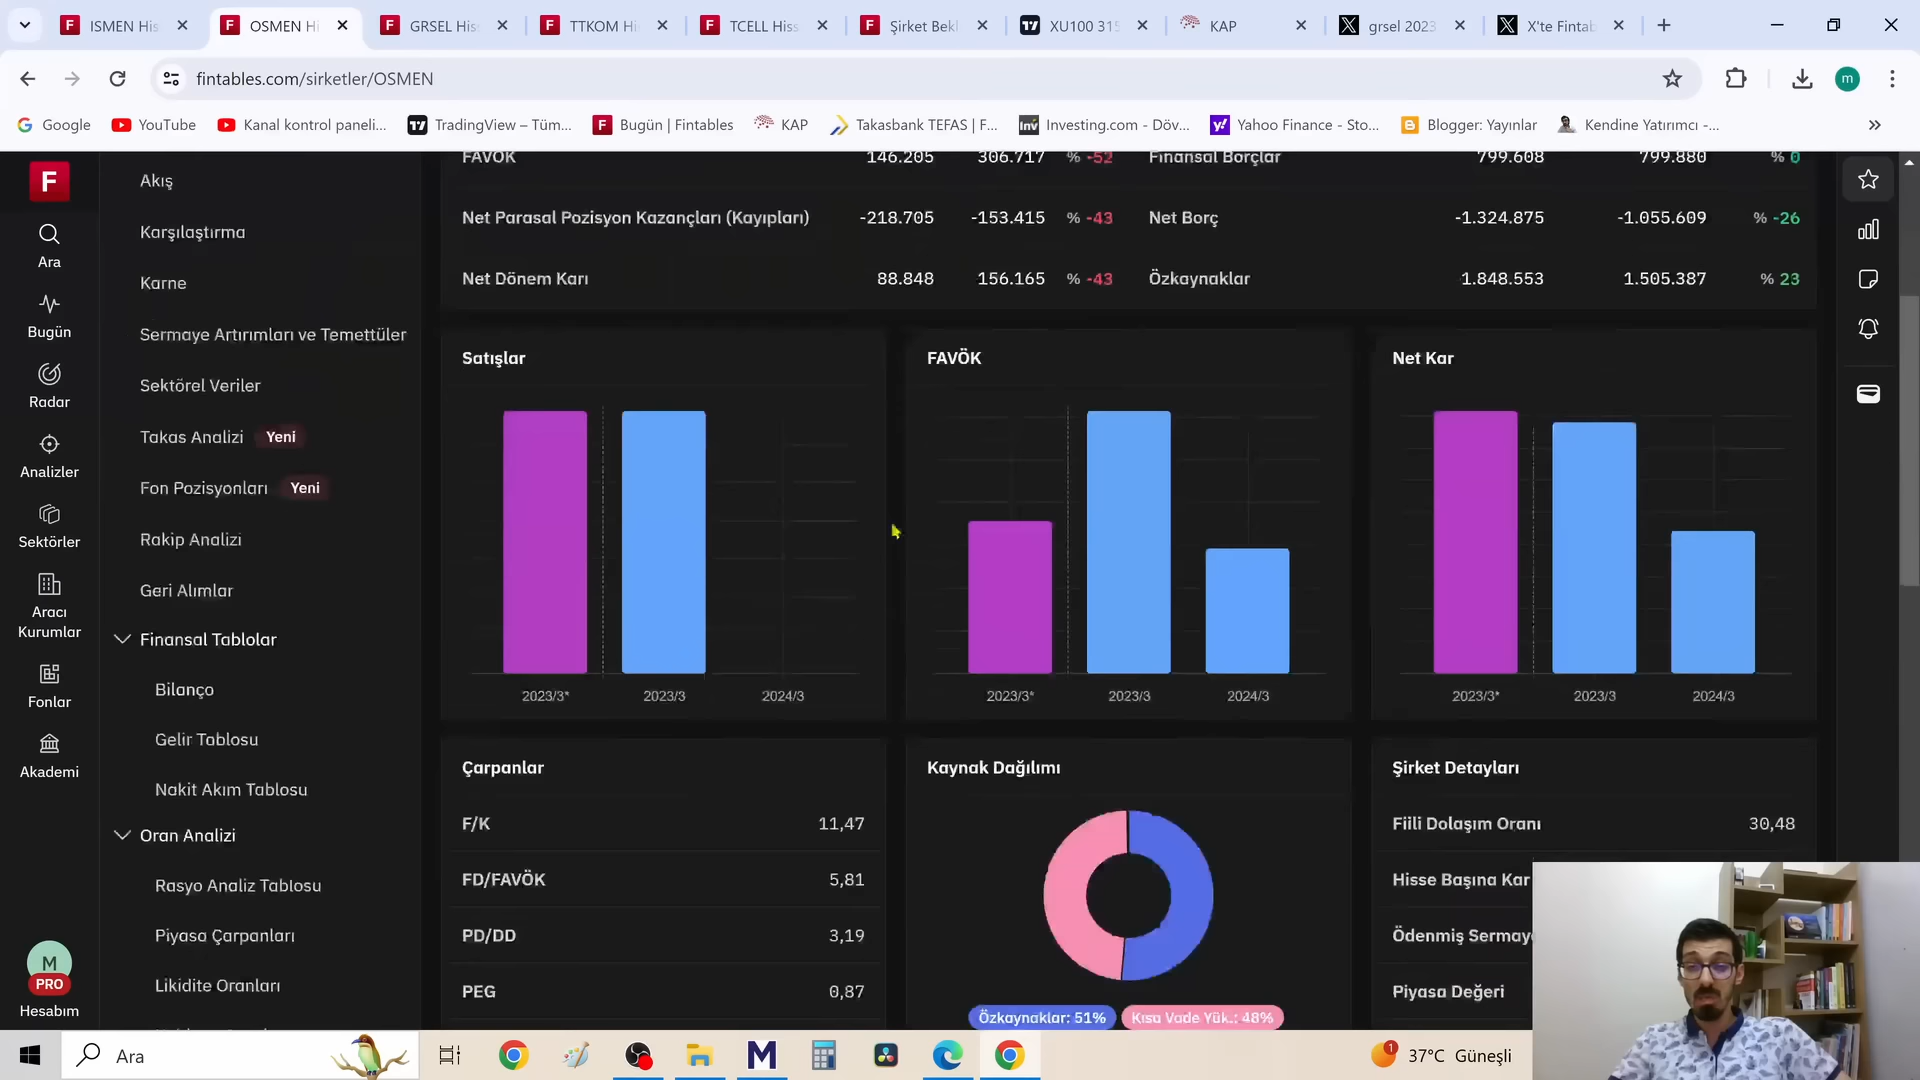 ISMEN His
OSMEN Hi
GRSEL His
TTKOM Hi
TCELL Hiss
Şirket Bekl
XU100 315
KAP
grsel 2023
X'te Fintab
fintables.com/sirketler/OSMEN
m
Google
YouTube
Kanal kontrol paneli...
TradingView – Tüm...
Bugün | Fintables
KAP
Takasbank TEFAS | F...
Investing.com - Döv...
Yahoo Finance - Sto...
Blogger: Yayınlar
Kendine Yatırımcı -...
F
Ara
Bugün
Radar
Analizler
Sektörler
Aracı
Kurumlar
Fonlar
Akademi
M
PRO
Hesabım
Akış
Karşılaştırma
Karne
Sermaye Artırımları ve Temettüler
Sektörel Veriler
Takas Analizi Yeni
Fon Pozisyonları Yeni
Rakip Analizi
Geri Alımlar
Finansal Tablolar
Bilanço
Gelir Tablosu
Nakit Akım Tablosu
Oran Analizi
Rasyo Analiz Tablosu
Piyasa Çarpanları
Likidite Oranları
FAVÖK 146.205 306.717 % -52 Finansal Borçlar 799.608 799.880 % 0
Net Parasal Pozisyon Kazançları (Kayıpları) -218.705 -153.415 % -43 Net Borç -1.324.875 -1.055.609 % -26
Net Dönem Karı 88.848 156.165 % -43 Özkaynaklar 1.848.553 1.505.387 % 23
Satışlar
2023/3* 2023/3 2024/3
FAVÖK
2023/3* 2023/3 2024/3
Net Kar
2023/3* 2023/3 2024/3
Çarpanlar
F/K 11,47
FD/FAVÖK 5,81
PD/DD 3,19
PEG 0,87
Kaynak Dağılımı
Özkaynaklar: 51% Kısa Vade Yük.: 48%
Şirket Detayları
Fiili Dolaşım Oranı 30,48
Hisse Başına Kar
Ödenmiş Sermaye
Piyasa Değeri
Ara
1
37°C Güneşli